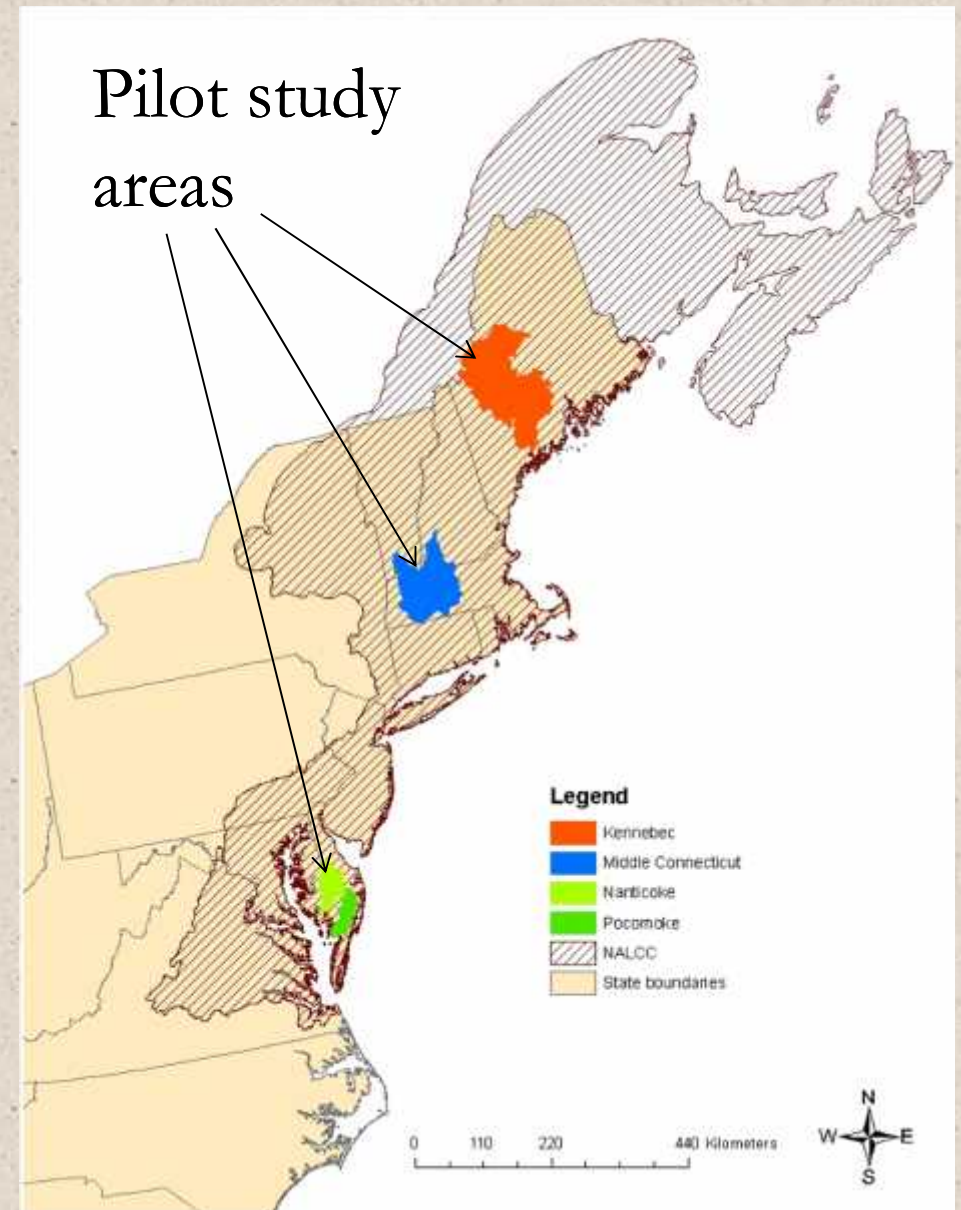 Pilot study
areas
Legend
Kennebec
Middle Connecticut
Nanticoke
Pocomoke
NALCC
State boundaries
0 110 220 440 Kilometers
N
W E
S